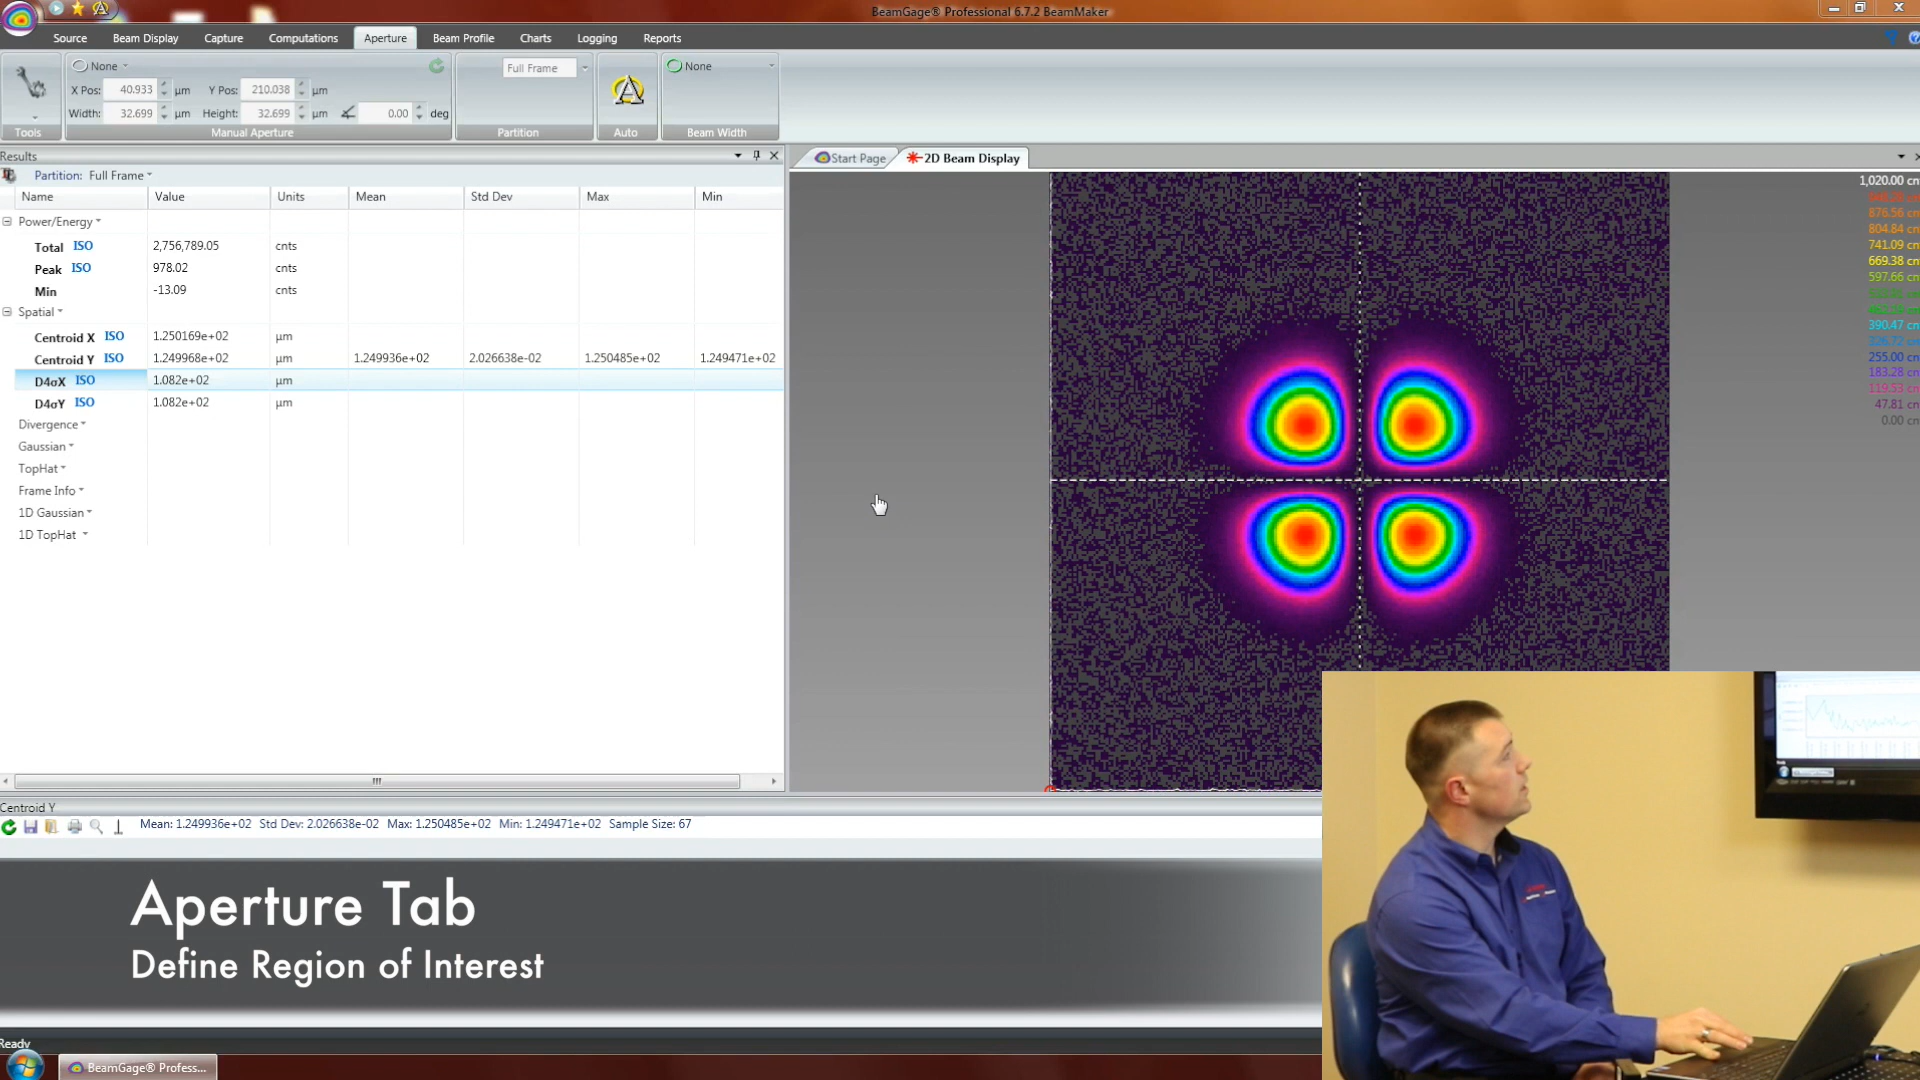 BeamGage® Professional 6.7.2 BeamMaker
Source Beam Display Capture Computations Aperture Beam Profile Charts Logging Reports
None Full Frame None
X Pos: 40.933 µm Y Pos: 210.038 µm
Width: 32.699 µm Height: 32.699 µm 0.00 deg
Tools Manual Aperture Partition Auto Beam Width
Results
Partition: Full Frame
Name Value Units Mean Std Dev Max Min
Power/Energy
Total ISO 2,756,789.05 cnts
Peak ISO 978.02 cnts
Min -13.09 cnts
Spatial
Centroid X ISO 1.250169e+02 µm
Centroid Y ISO 1.249968e+02 µm 1.249936e+02 2.026638e-02 1.250485e+02 1.249471e+02
D4σX ISO 1.082e+02 µm
D4σY ISO 1.082e+02 µm
Divergence
Gaussian
TopHat
Frame Info
1D Gaussian
1D TopHat
Start Page 2D Beam Display
1,020.00 cn
876.56 cn
804.84 cn
741.09 cn
669.38 cn
597.66 cn
390.47 cn
326.72 cn
255.00 cn
183.28 cn
119.53 cn
47.81 cn
0.00 cn
Centroid Y
Mean: 1.249936e+02 Std Dev: 2.026638e-02 Max: 1.250485e+02 Min: 1.249471e+02 Sample Size: 67
Aperture Tab
Define Region of Interest
Ready
BeamGage® Profess...